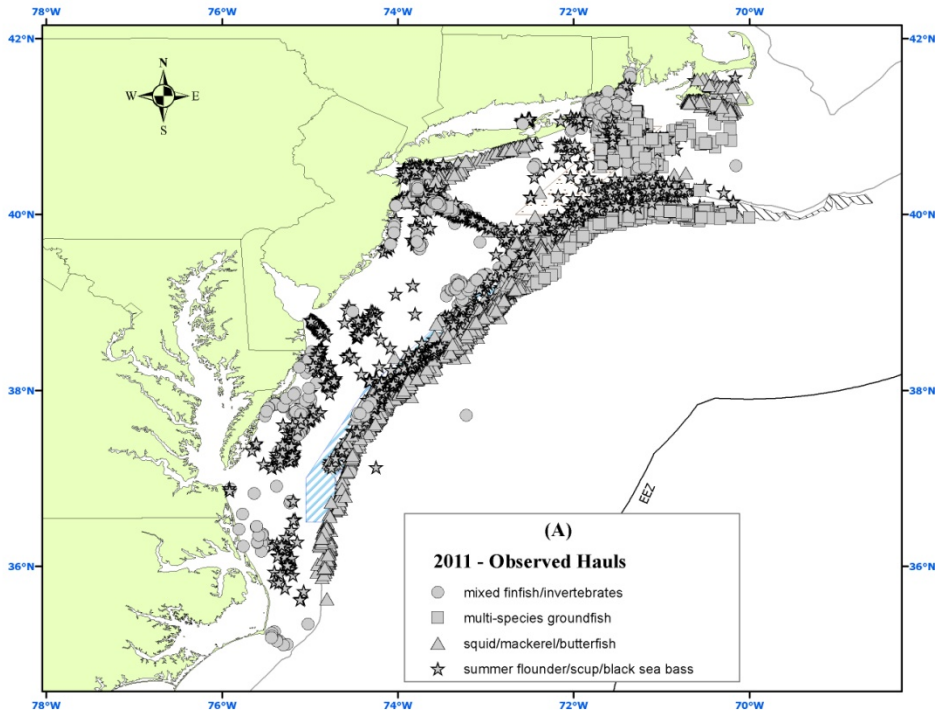 78°W 76°W 74°W 72°W 70°W
42°N 42°N
N
W E
S
40°N 40°N
38°N 38°N
EEZ
(A)
2011 - Observed Hauls
36°N 36°N
mixed finfish/invertebrates
multi-species groundfish
squid/mackerel/butterfish
summer flounder/scup/black sea bass
78°W 76°W 74°W 72°W 70°W